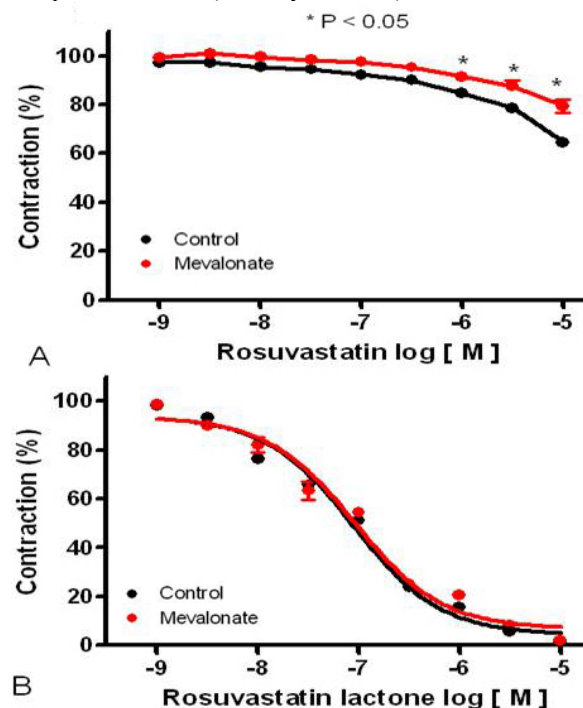 * P < 0.05
100
80
60
40
20
0
Contraction (%)
* * *
Control
Mevalonate
-9 -8 -7 -6 -5
Rosuvastatin log [ M ]
A
100
80
60
40
20
0
Contraction (%)
Control
Mevalonate
-9 -8 -7 -6 -5
Rosuvastatin lactone log [ M ]
B